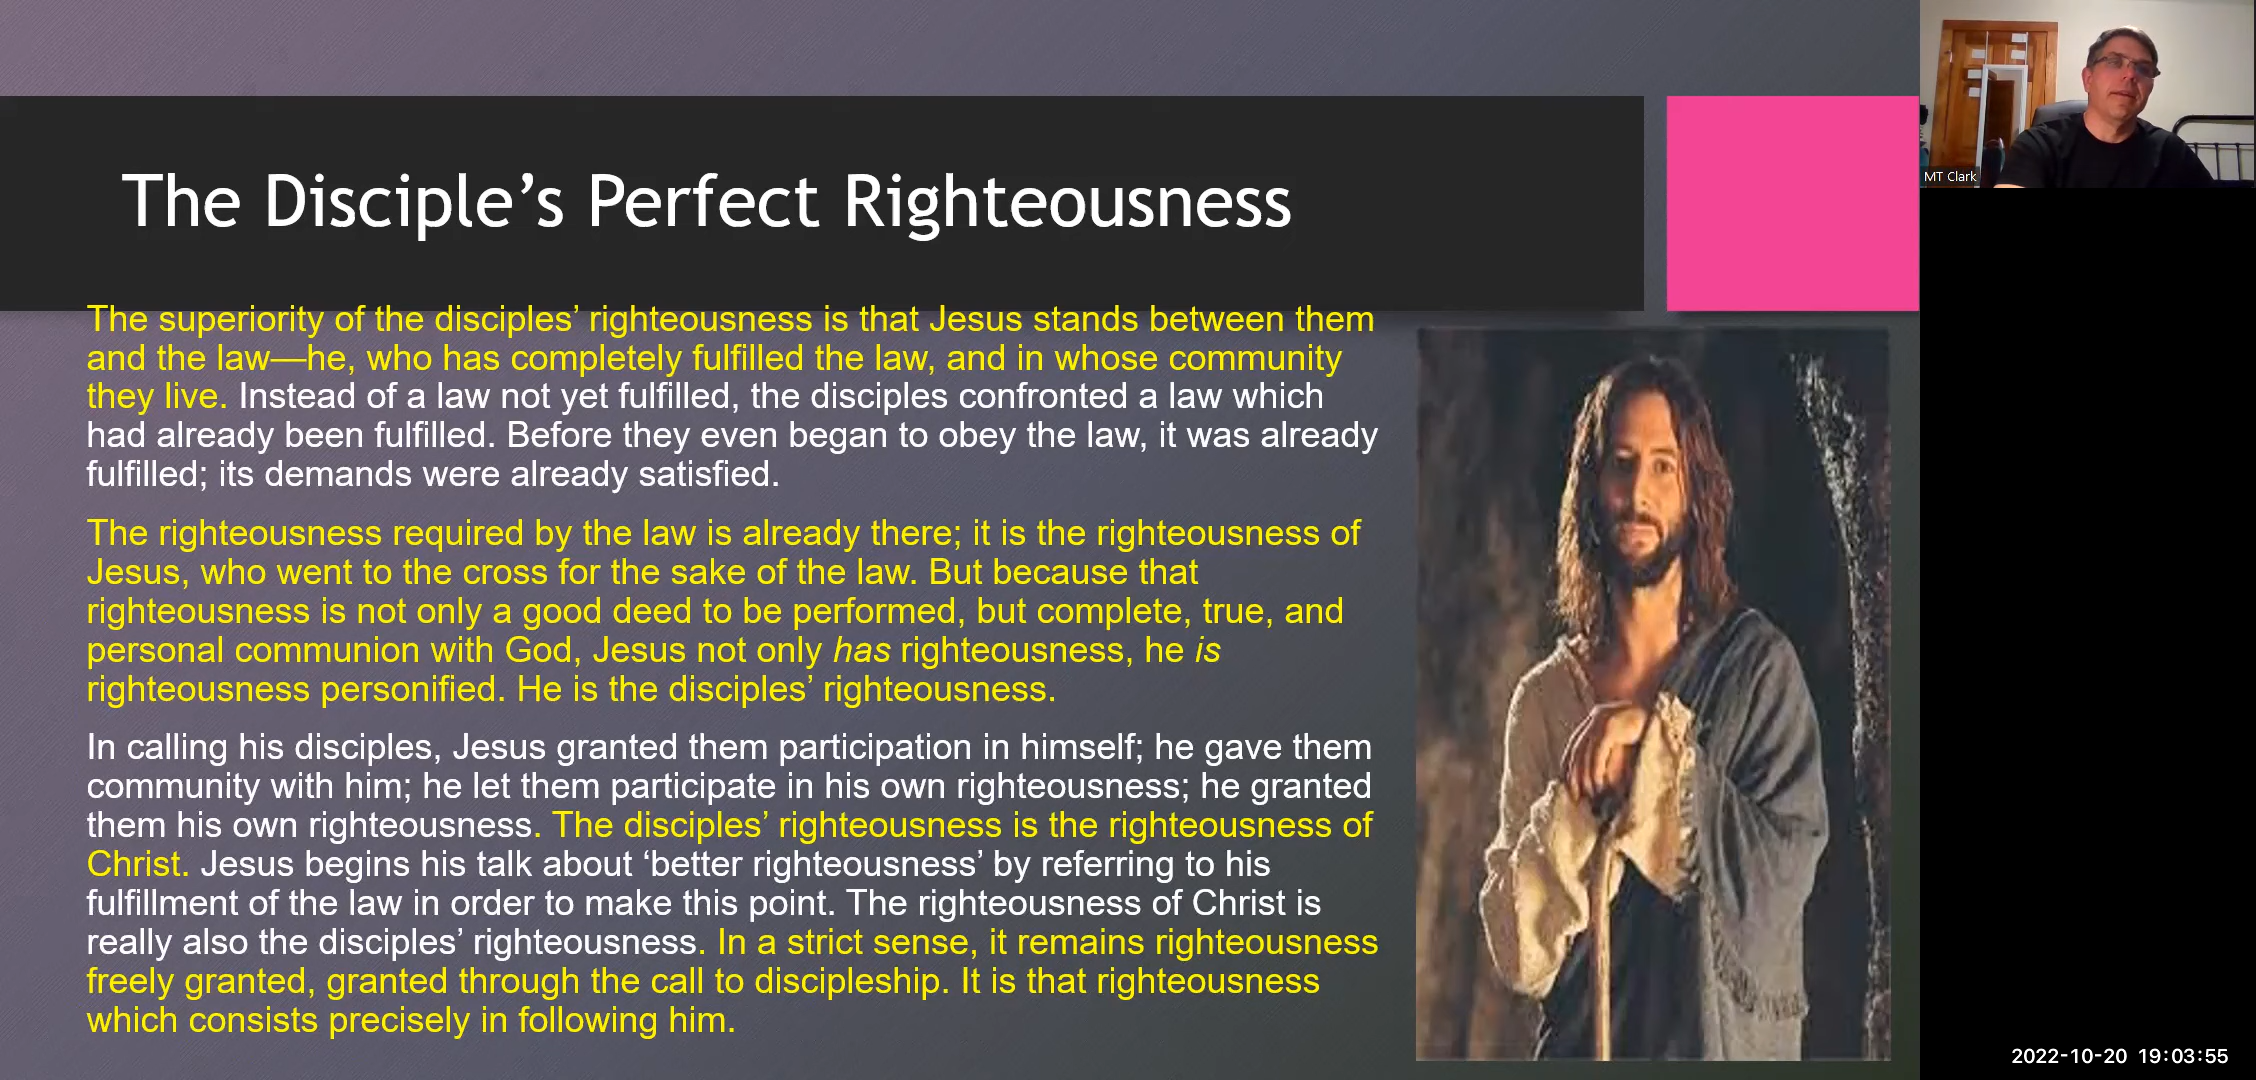 The Disciple’s Perfect Righteousness
The superiority of the disciples’ righteousness is that Jesus stands between them
and the law—he, who has completely fulfilled the law, and in whose community
they live. Instead of a law not yet fulfilled, the disciples confronted a law which
had already been fulfilled. Before they even began to obey the law, it was already
fulfilled; its demands were already satisfied.
The righteousness required by the law is already there; it is the righteousness of
Jesus, who went to the cross for the sake of the law. But because that
righteousness is not only a good deed to be performed, but complete, true, and
personal communion with God, Jesus not only has righteousness, he is
righteousness personified. He is the disciples’ righteousness.
In calling his disciples, Jesus granted them participation in himself; he gave them
community with him; he let them participate in his own righteousness; he granted
them his own righteousness. The disciples’ righteousness is the righteousness of
Christ. Jesus begins his talk about ‘better righteousness’ by referring to his
fulfillment of the law in order to make this point. The righteousness of Christ is
really also the disciples’ righteousness. In a strict sense, it remains righteousness
freely granted, granted through the call to discipleship. It is that righteousness
which consists precisely in following him.
MT Clark
2022-10-20 19:03:55